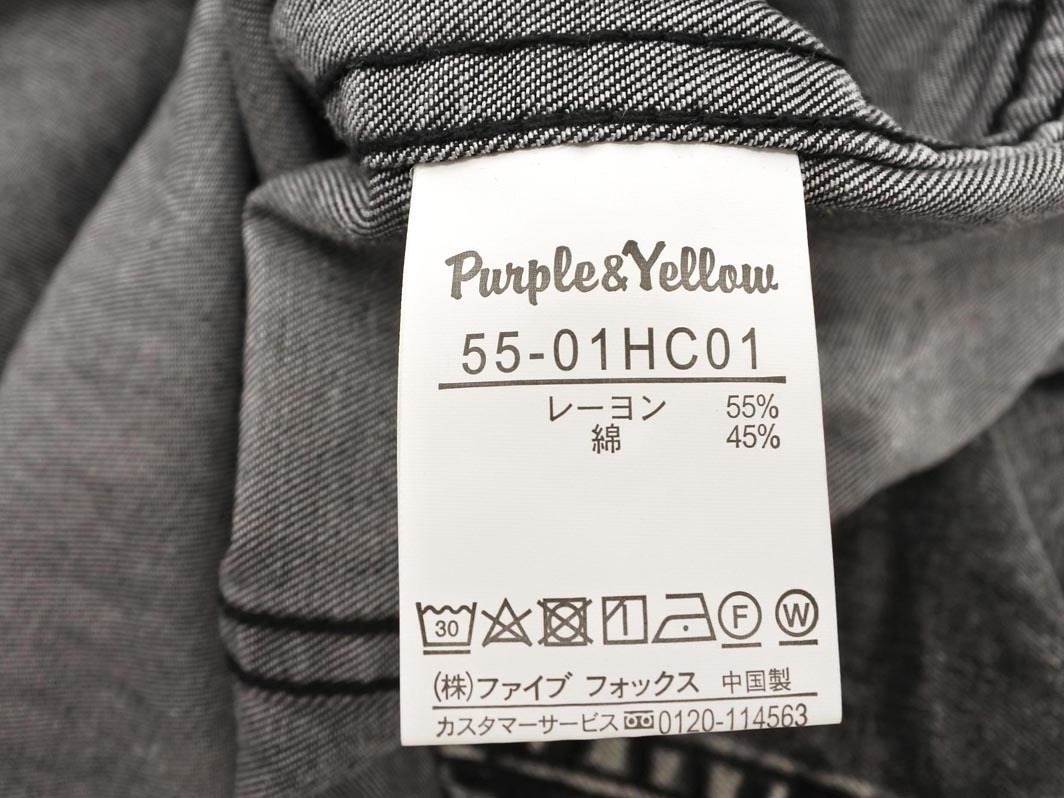 Purple&Yellow
55-01HC01
レーヨン 55%
綿 45%
30 F W
(株)ファイブ フォックス 中国製
カスタマーサービス 0120-114563